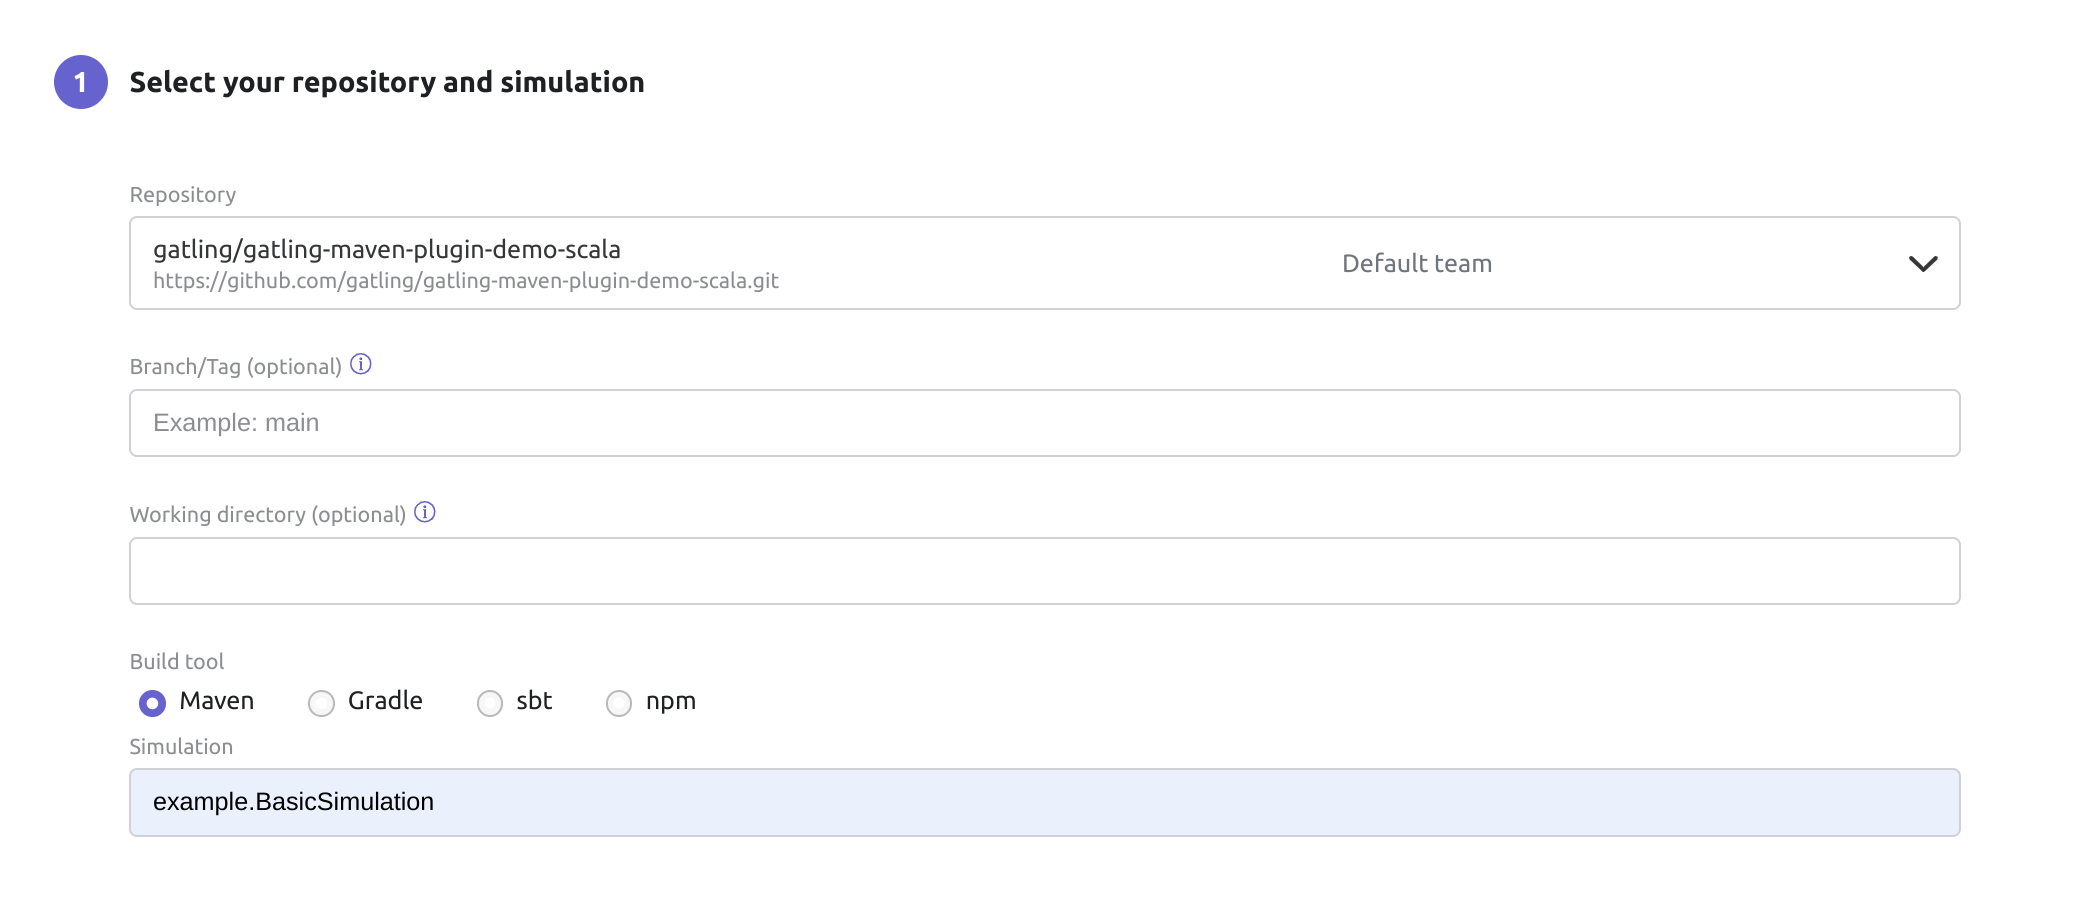 1 Select your repository and simulation
Repository
gatling/gatling-maven-plugin-demo-scala
https://github.com/gatling/gatling-maven-plugin-demo-scala.git
Default team
Branch/Tag (optional)
Example: main
Working directory (optional)
Build tool
Maven Gradle sbt npm
Simulation
example.BasicSimulation